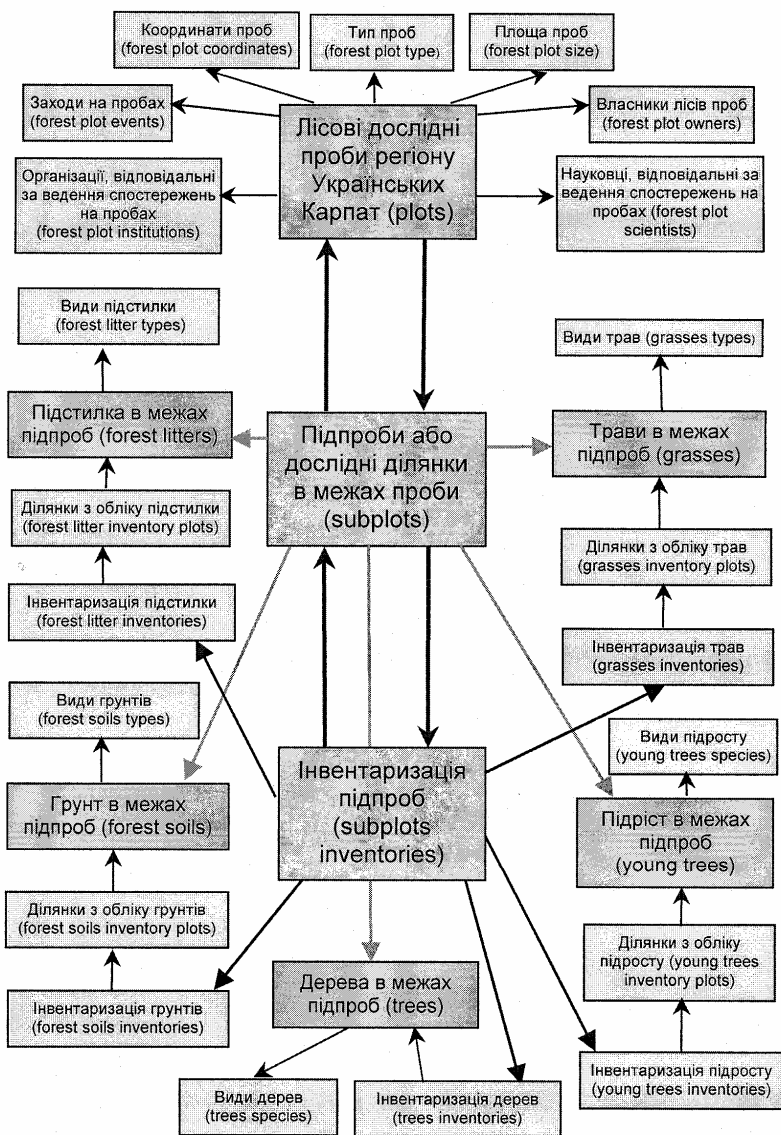 Координати проб
(forest plot coordinates)
Тип проб
(forest plot type)
Площа проб
(forest plot size)
Заходи на пробах
(forest plot events)
Лісові дослідні
проби регіону
Українських
Карпат (plots)
Власники лісів проб
(forest plot owners)
Організації, відповідальні
за ведення спостережень
на пробах
(forest plot institutions)
Науковці, відповідальні за
ведення спостережень на
пробах (forest plot
scientists)
Види підстилки
(forest litter types)
Види трав (grasses types)
Підстилка в межах
підпроб (forest litters)
Підпроби або
дослідні ділянки
в межах проби
(subplots)
Трави в межах
підпроб (grasses)
Ділянки з обліку підстилки
(forest litter inventory plots)
Ділянки з обліку трав
(grasses inventory plots)
Інвентаризація підстилки
(forest litter inventories)
Інвентаризація трав
(grasses inventories)
Види грунтів
(forest soils types)
Види підросту
(young trees species)
Грунт в межах
підпроб (forest soils)
Інвентаризація
підпроб
(subplots
inventories)
Підріст в межах
підпроб
(young trees)
Ділянки з обліку грунтів
(forest soils inventory plots)
Ділянки з обліку
підросту (young trees
inventory plots)
Інвентаризація грунтів
(forest soils inventories)
Дерева в межах
підпроб (trees)
Інвентаризація підросту
(young trees inventories)
Види дерев
(trees species)
Інвентаризація дерев
(trees inventories)